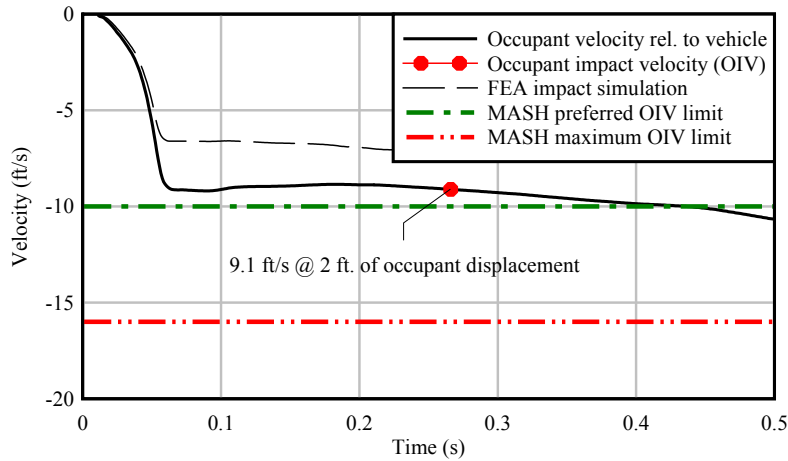 0
-5
-10
-15
-20
Velocity (ft/s)
Occupant velocity rel. to vehicle
Occupant impact velocity (OIV)
FEA impact simulation
MASH preferred OIV limit
MASH maximum OIV limit
9.1 ft/s @ 2 ft. of occupant displacement
0 0.1 0.2 0.3 0.4 0.5
Time (s)